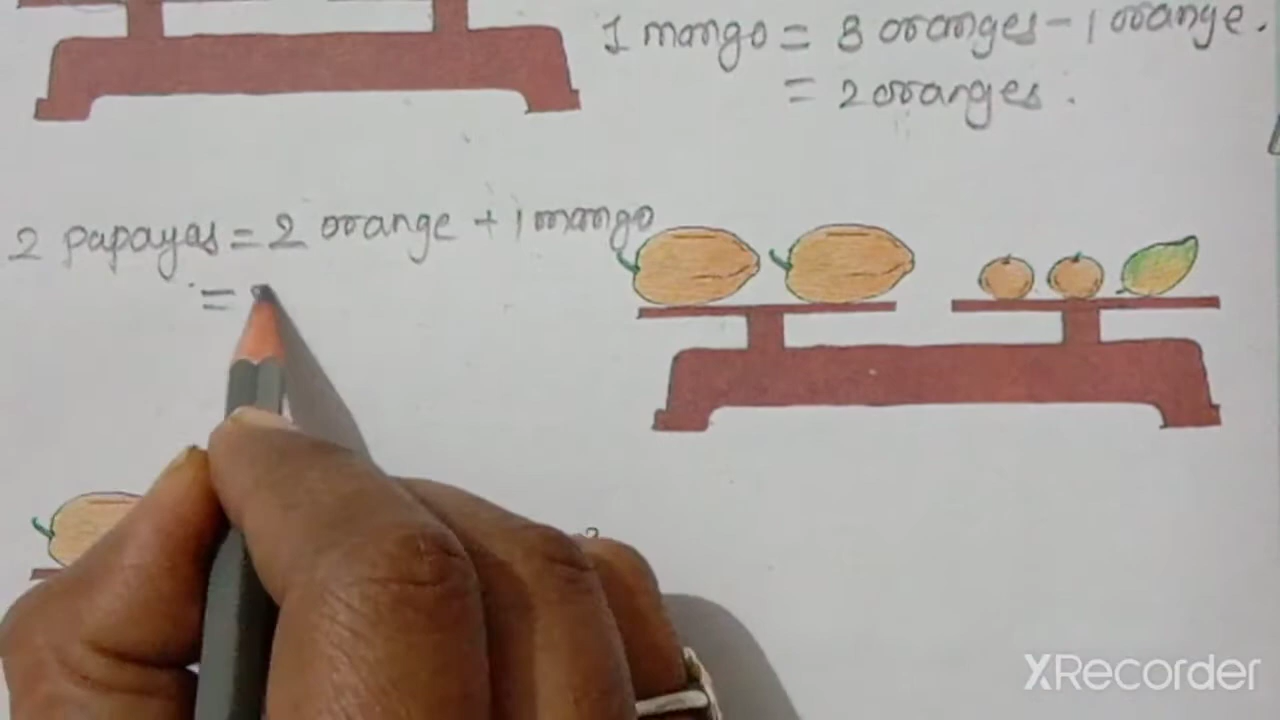 1 mango = 3 oranges - 1 orange.
= 2 oranges.
2 papayas = 2 orange + 1 mango
=
?
XRecorder